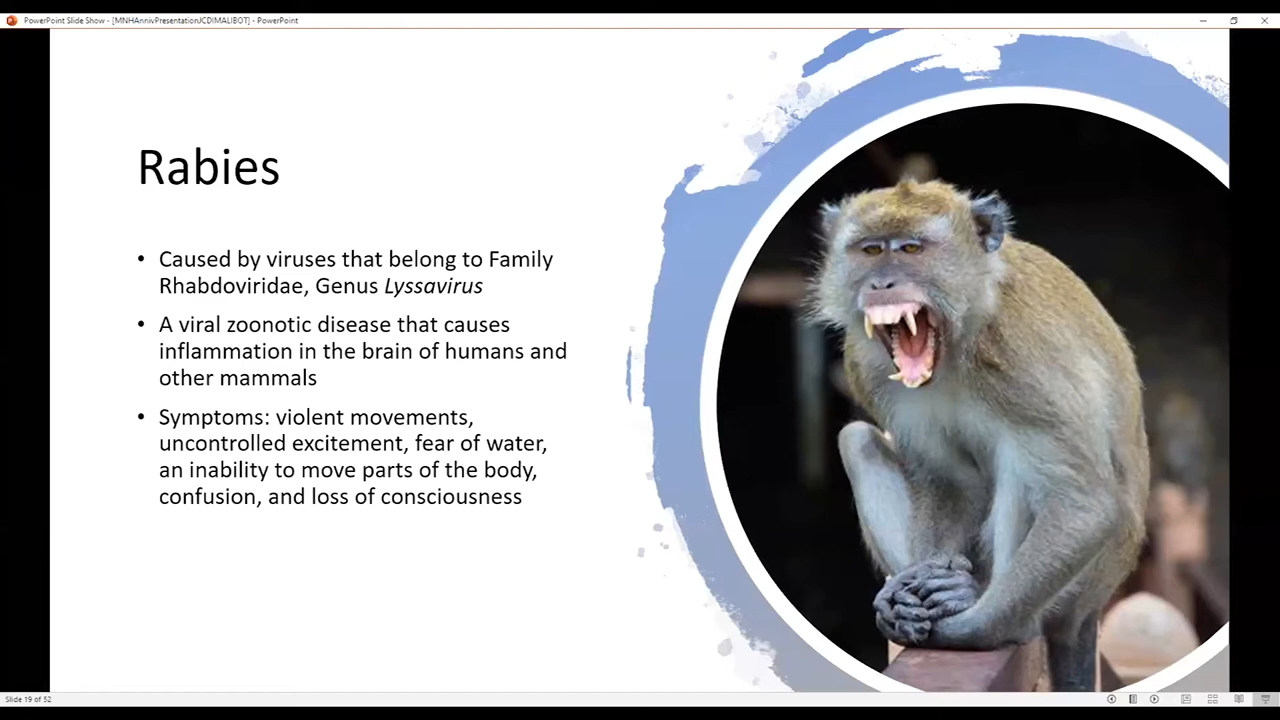 PowerPoint Slide Show - [MNHAnnivPresentationJCDIMALIBOT] - PowerPoint
Rabies
• Caused by viruses that belong to Family
Rhabdoviridae, Genus Lyssavirus
• A viral zoonotic disease that causes
inflammation in the brain of humans and
other mammals
• Symptoms: violent movements,
uncontrolled excitement, fear of water,
an inability to move parts of the body,
confusion, and loss of consciousness
Slide 19 of 52